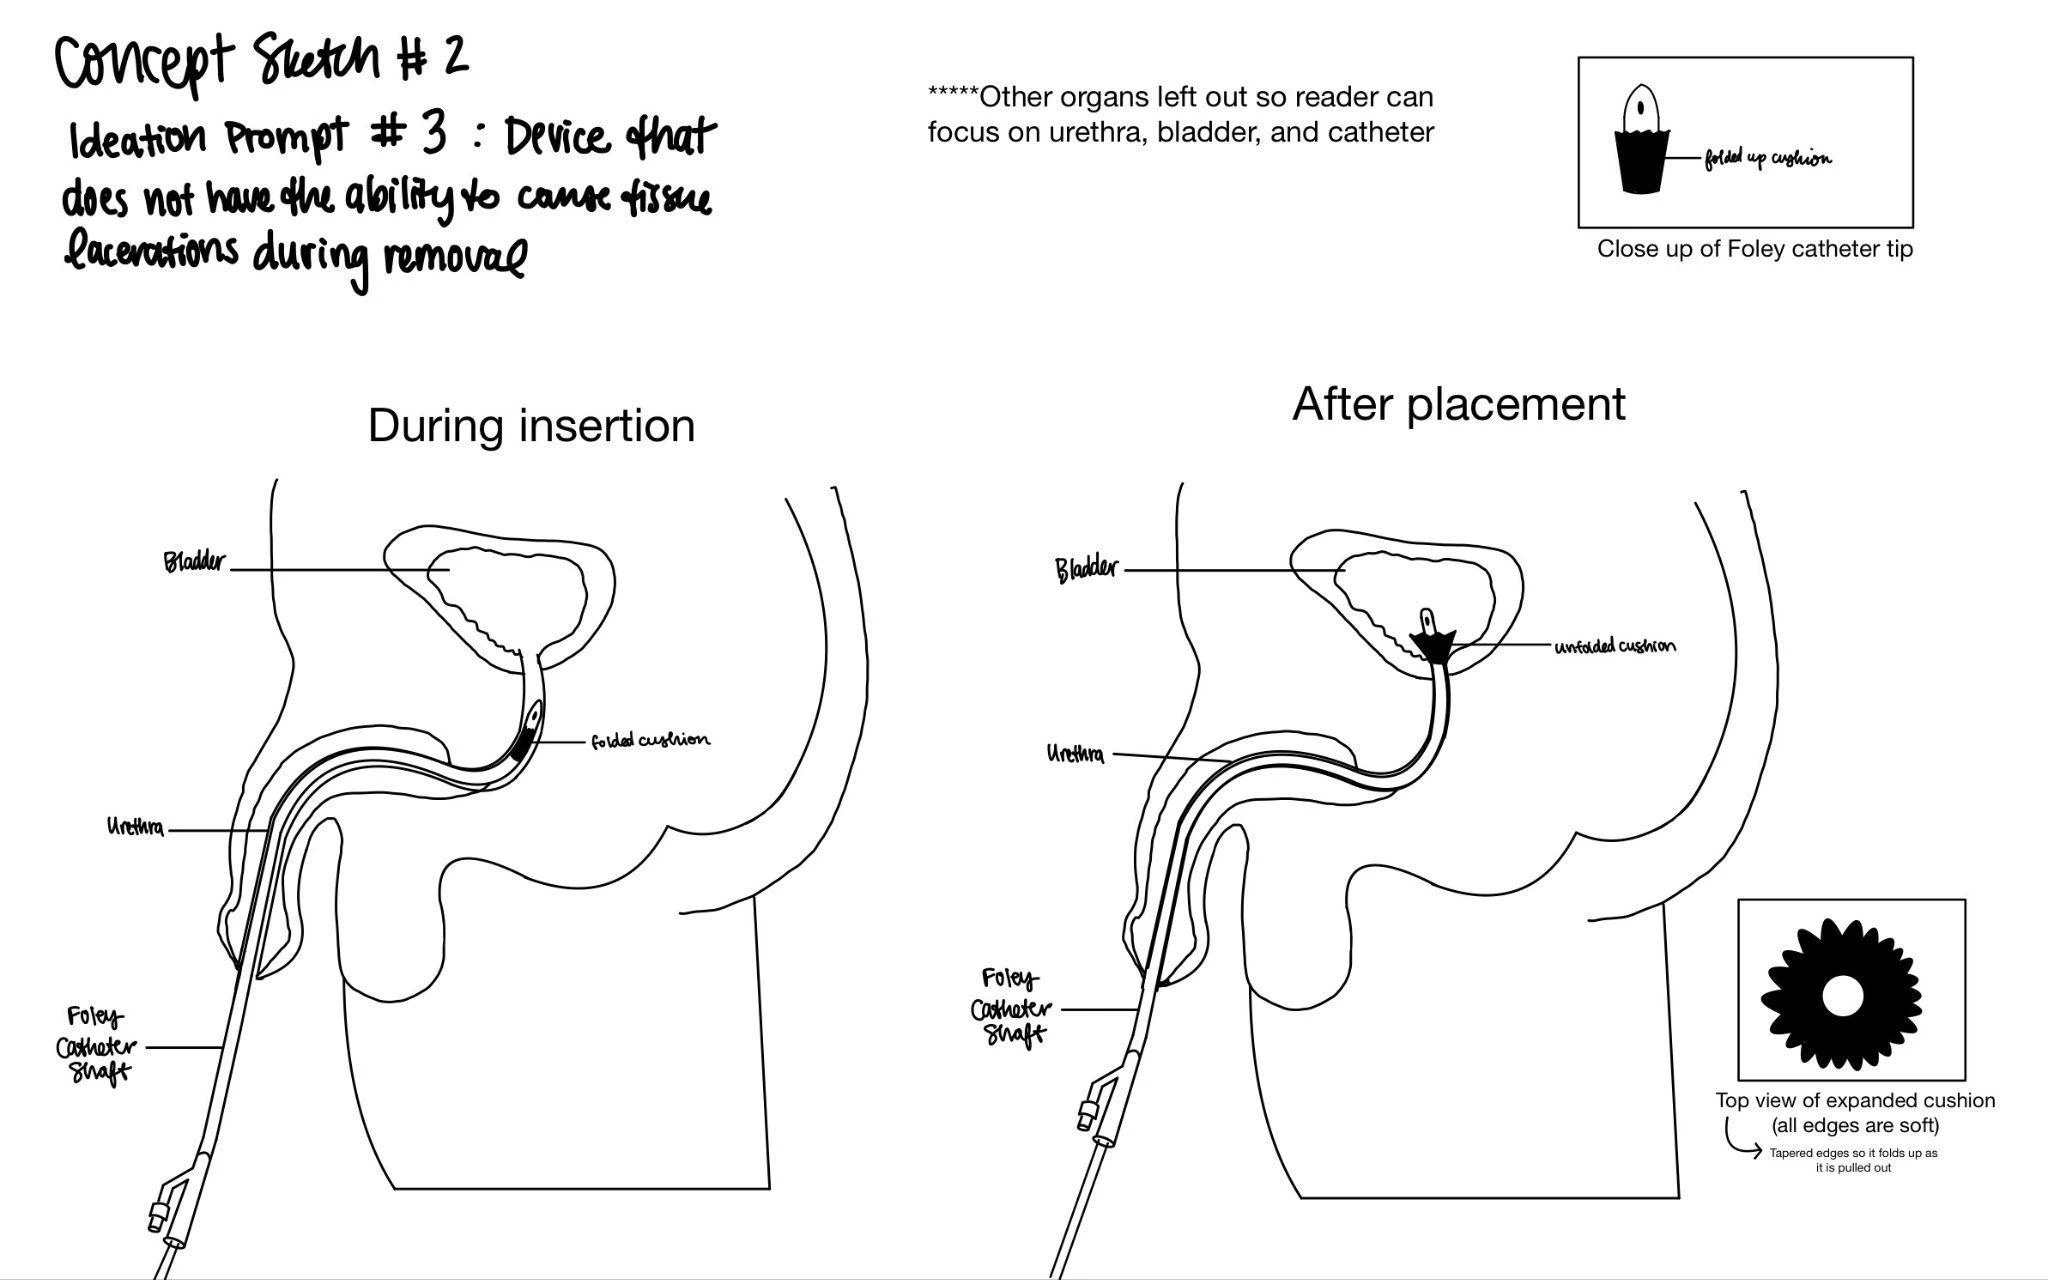 Concept Sketch # 2
Ideation Prompt # 3 : Device that
does not have the ability to cause tissue
lacerations during removal
*****Other organs left out so reader can
focus on urethra, bladder, and catheter
folded up cushion
Close up of Foley catheter tip
During insertion
Bladder
folded cushion
Urethra
Foley
Catheter
Shaft
After placement
Bladder
unfolded cushion
Urethra
Foley
Catheter
Shaft
Top view of expanded cushion
(all edges are soft)
Tapered edges so it folds up as
it is pulled out